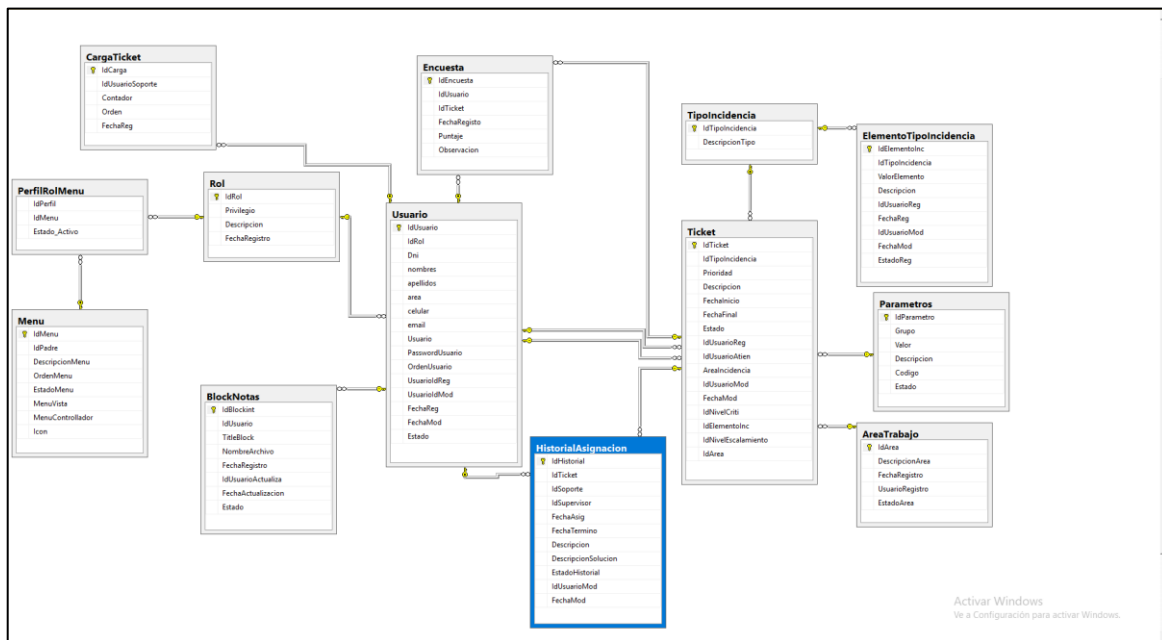 CargaTicket
IdCarga
IdUsuarioSoporte
Contador
Orden
FechaReg
Encuesta
IdEncuesta
IdUsuario
IdTicket
FechaRegisto
Puntaje
Observacion
TipoIncidencia
IdTipoIncidencia
DescripcionTipo
ElementoTipoIncidencia
IdElementoInc
IdTipoIncidencia
ValorElemento
Descripcion
IdUsuarioReg
FechaReg
IdUsuarioMod
FechaMod
EstadoReg
PerfilRolMenu
IdPerfil
IdMenu
Estado_Activo
Rol
IdRol
Privilegio
Descripcion
FechaRegistro
Usuario
IdUsuario
IdRol
Dni
nombres
apellidos
area
celular
email
Usuario
PasswordUsuario
OrdenUsuario
UsuarioIdReg
UsuarioIdMod
FechaReg
FechaMod
Estado
Ticket
IdTicket
IdTipoIncidencia
Prioridad
Descripcion
FechaInicio
FechaFinal
Estado
IdUsuarioReg
IdUsuarioAtien
AreaIncidencia
IdUsuarioMod
FechaMod
IdNivelCriti
IdElementoInc
IdNivelEscalamiento
IdArea
Parametros
IdParametro
Grupo
Valor
Descripcion
Codigo
Estado
Menu
IdMenu
IdPadre
DescripcionMenu
OrdenMenu
EstadoMenu
MenuVista
MenuControllador
Icon
BlockNotas
IdBlockint
IdUsuario
TitleBlock
NombreArchivo
FechaRegistro
IdUsuarioActualiza
FechaActualizacion
Estado
HistorialAsignacion
IdHistorial
IdTicket
IdSoporte
IdSupervisor
FechaAsig
FechaTermino
Descripcion
DescripcionSolucion
EstadoHistorial
IdUsuarioMod
FechaMod
AreaTrabajo
IdArea
DescripcionArea
FechaRegistro
UsuarioRegistro
EstadoArea
Activar Windows
Ve a Configuración para activar Windows.